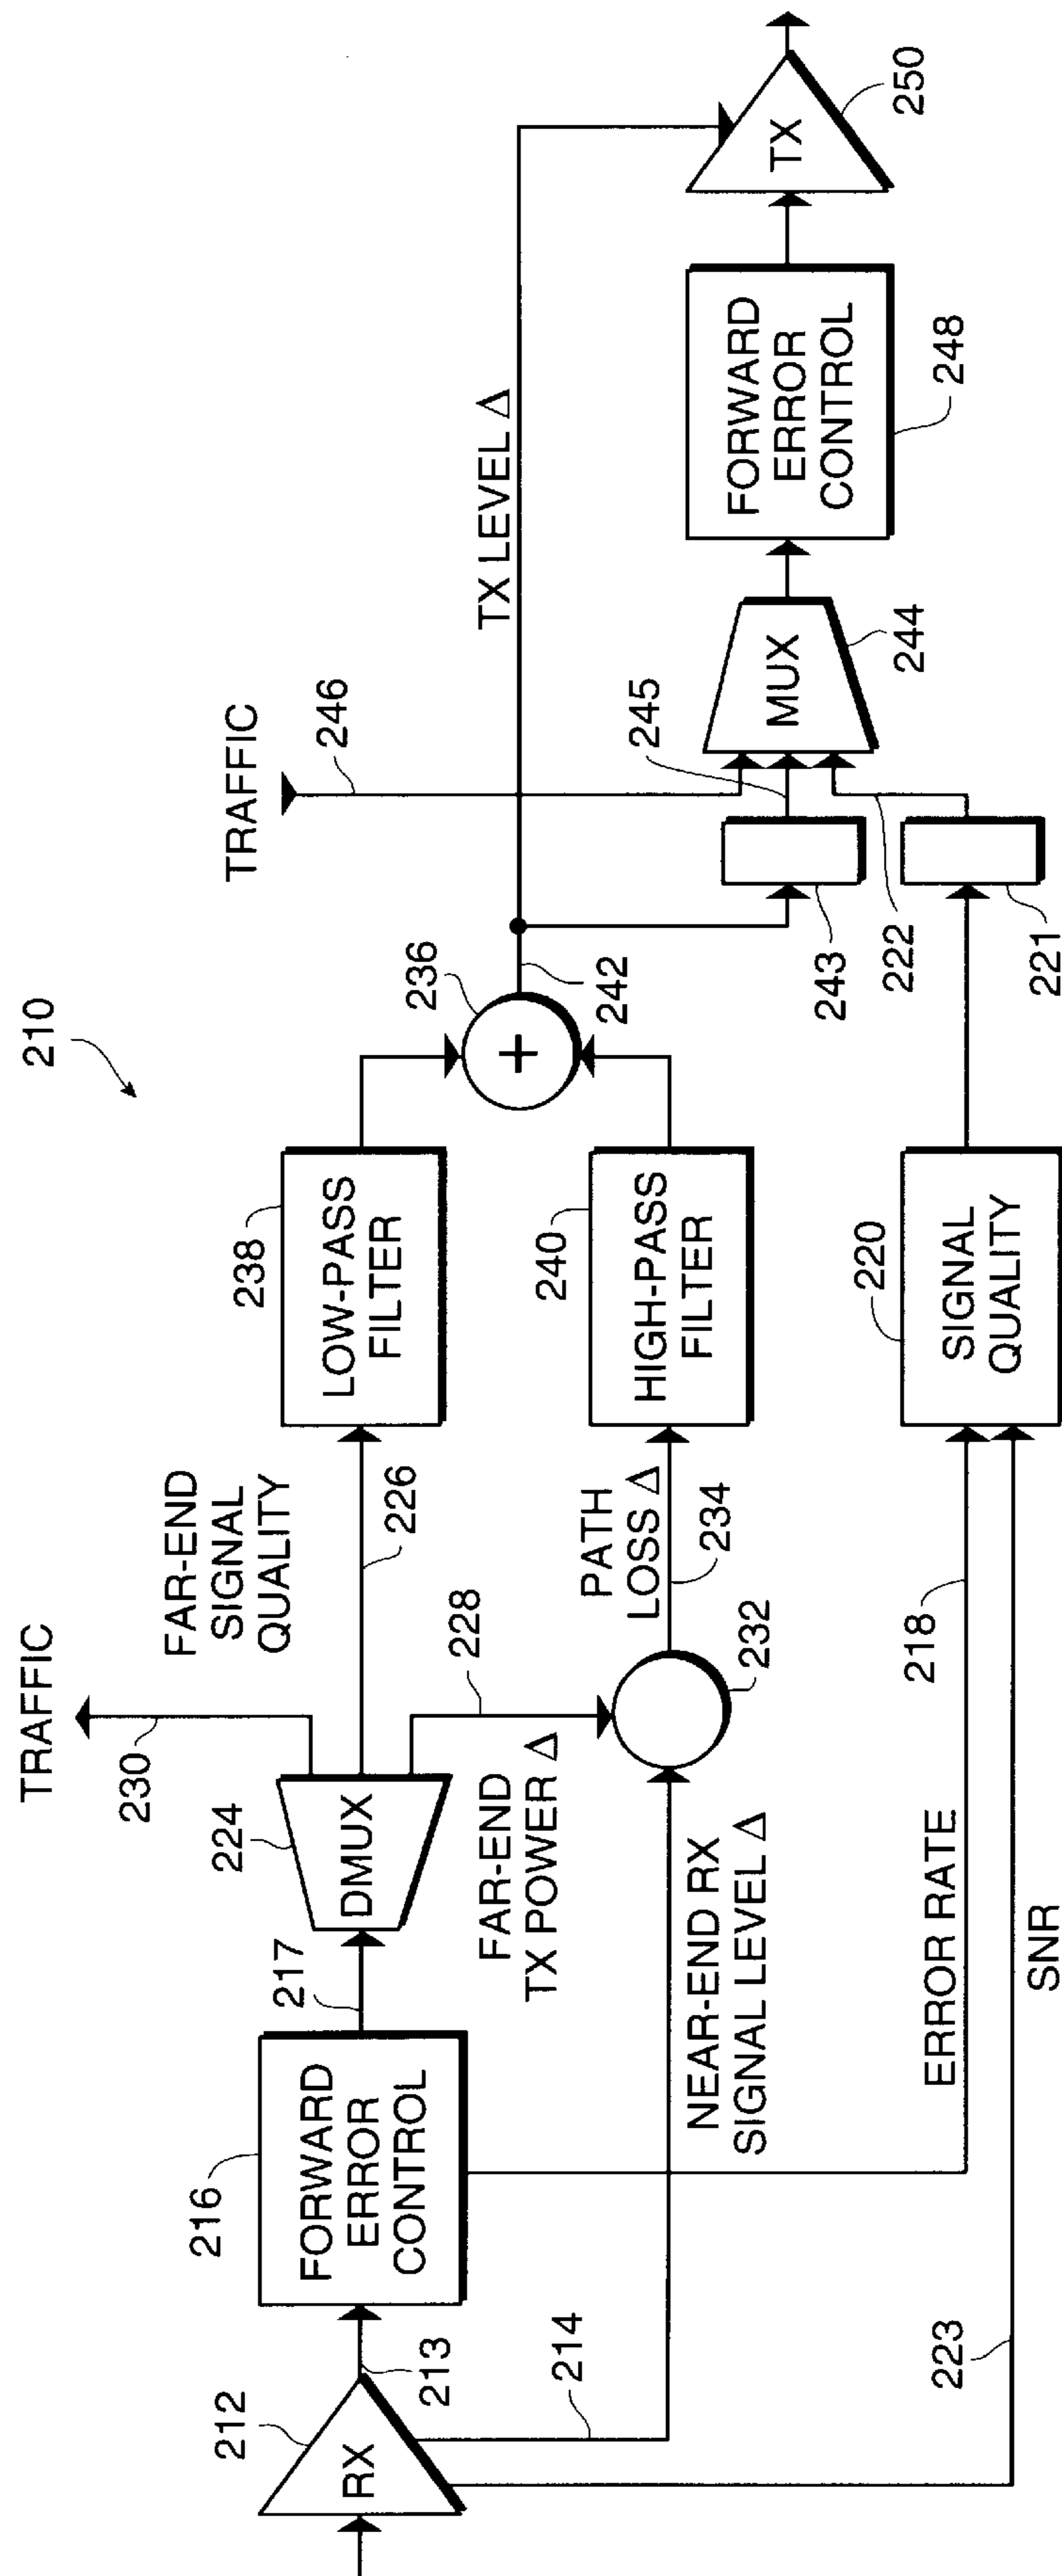 210
TRAFFIC
230
TRAFFIC
246
212
RX
213
214
216
FORWARD
ERROR
CONTROL
217
224
DMUX
FAR-END
SIGNAL
QUALITY
226
228
FAR-END
TX POWER Δ
NEAR-END RX
SIGNAL LEVEL Δ
232
PATH
LOSS Δ
234
238
LOW-PASS
FILTER
240
HIGH-PASS
FILTER
236
+
242
TX LEVEL Δ
ERROR RATE
218
223
SNR
220
SIGNAL
QUALITY
221
222
243
245
MUX
244
FORWARD
ERROR
CONTROL
248
TX
250